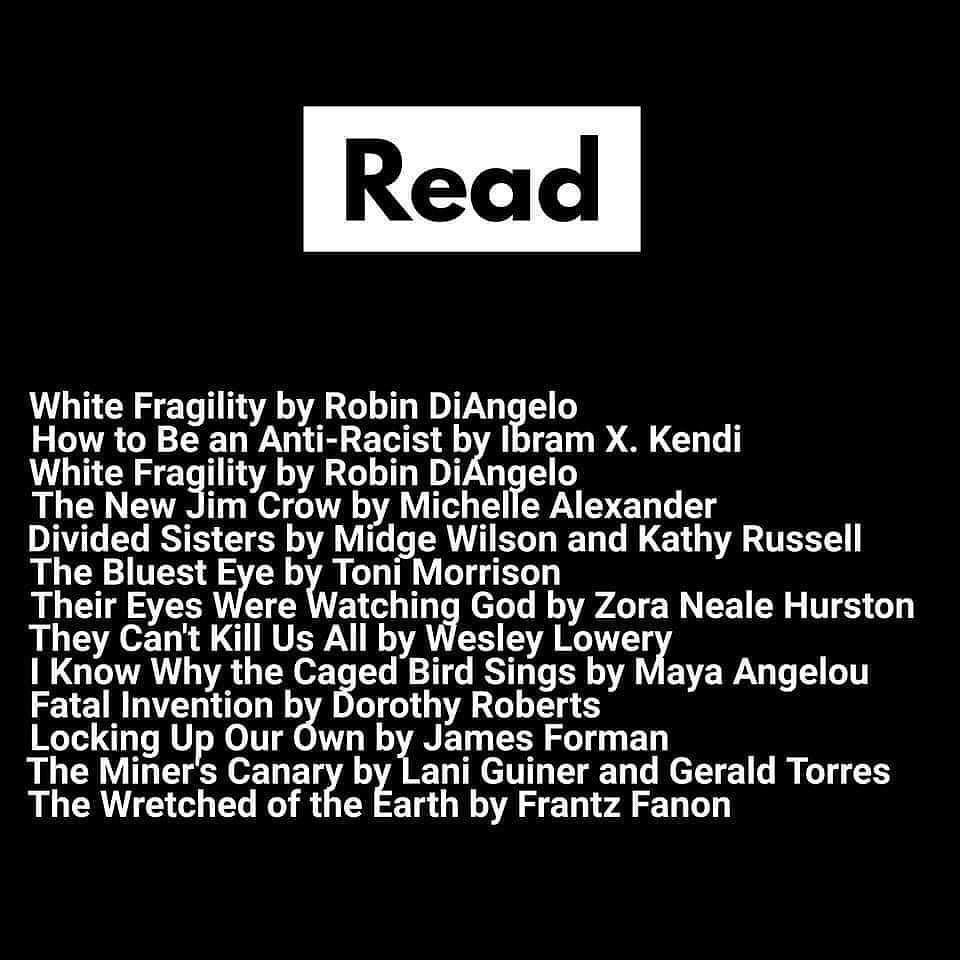 Read
White Fragility by Robin DiAngelo
How to Be an Anti-Racist by Ibram X. Kendi
White Fragility by Robin DiAngelo
The New Jim Crow by Michelle Alexander
Divided Sisters by Midge Wilson and Kathy Russell
The Bluest Eye by Toni Morrison
Their Eyes Were Watching God by Zora Neale Hurston
They Can't Kill Us All by Wesley Lowery
I Know Why the Caged Bird Sings by Maya Angelou
Fatal Invention by Dorothy Roberts
Locking Up Our Own by James Forman
The Miner's Canary by Lani Guiner and Gerald Torres
The Wretched of the Earth by Frantz Fanon